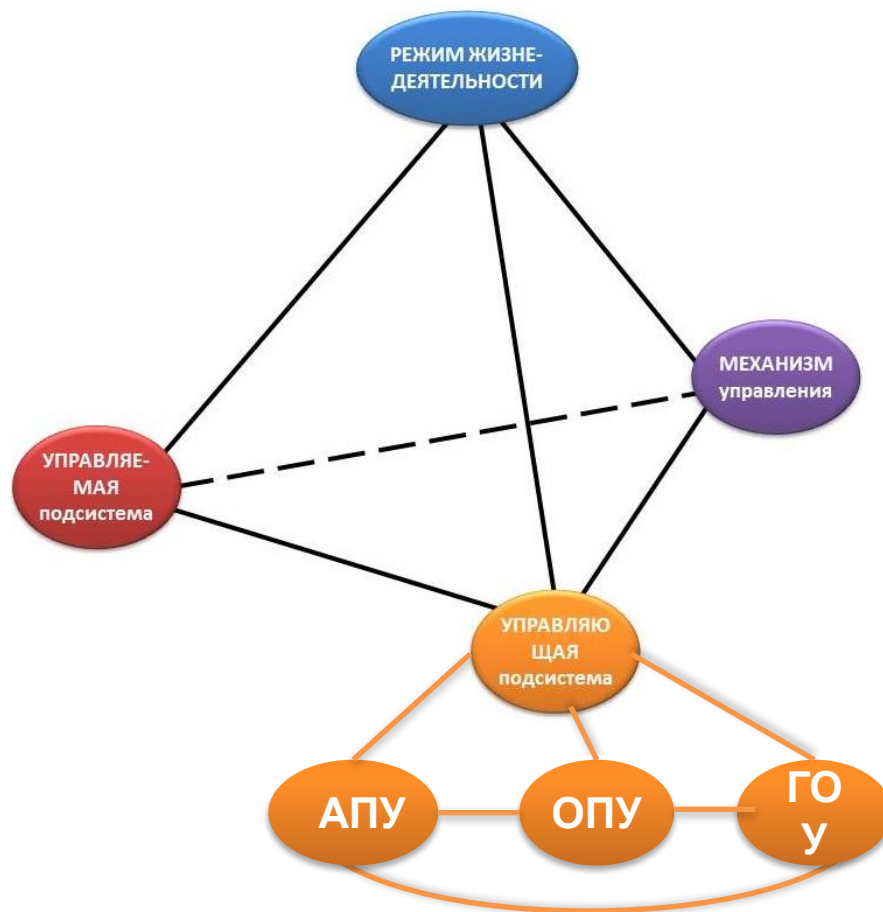 РЕЖИМ ЖИЗНЕ-
ДЕЯТЕЛЬНОСТИ
МЕХАНИЗМ
управления
УПРАВЛЯЕ-
МАЯ
подсистема
УПРАВЛЯЮ
ЩАЯ
подсистема
АПУ
ОПУ
ГО
У